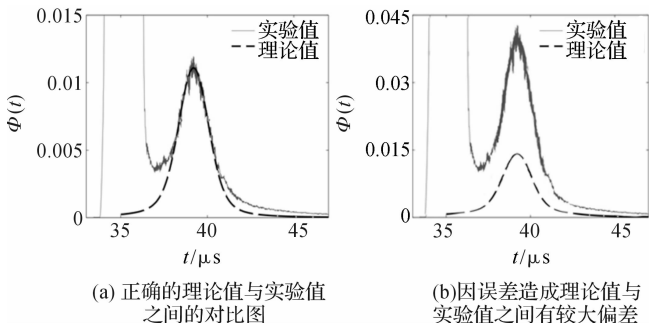 (a)
0.015
0.01
0.005
0
Φ(t)
35
40
45
t/μs
实验值
理论值
(a) 正确的理论值与实验值
之间的对比图
(b)
0.045
0.03
0.015
0
Φ(t)
35
40
45
t/μs
实验值
理论值
(b)因误差造成理论值与
实验值之间有较大偏差